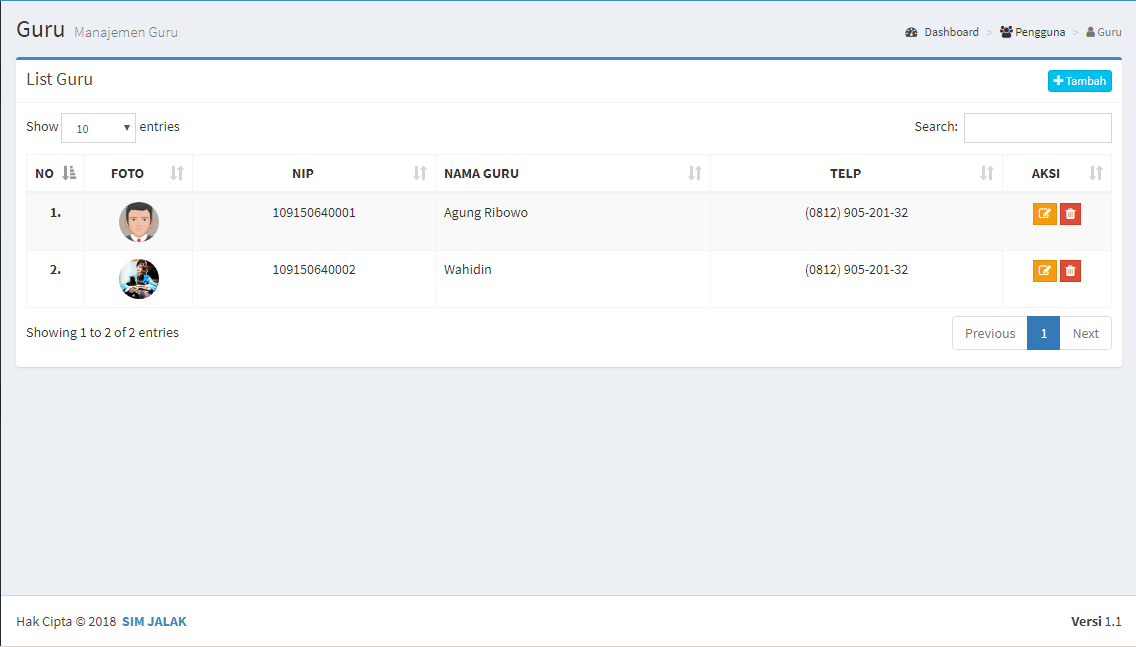 Guru Manajemen Guru Dashboard > Pengguna > Guru
List Guru Tambah
Show 10 entries Search:
NO FOTO NIP NAMA GURU TELP AKSI
1. 109150640001 Agung Ribowo (0812) 905-201-32
2. 109150640002 Wahidin (0812) 905-201-32
Showing 1 to 2 of 2 entries Previous 1 Next
Hak Cipta © 2018 SIM JALAK Versi 1.1